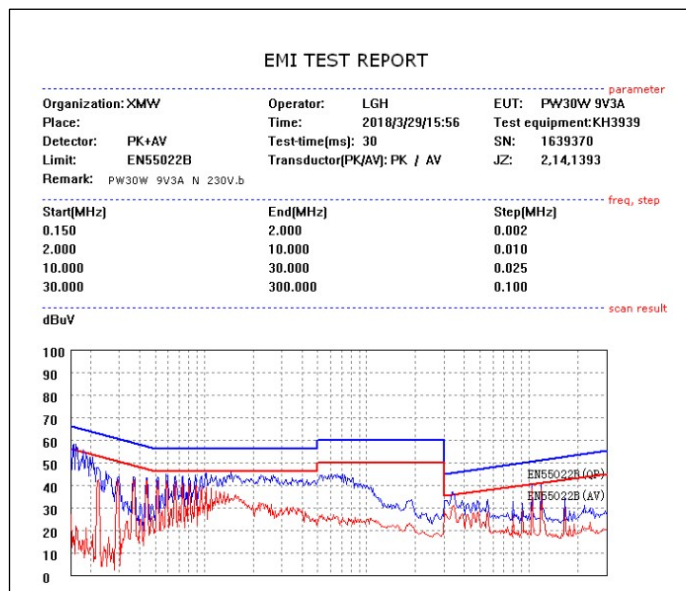 EMI TEST REPORT
parameter
Organization: XMW Operator: LGH EUT: PW30W 9V3A
Place: Time: 2018/3/29/15:56 Test equipment:KH3939
Detector: PK+AV Test-time(ms): 30 SN: 1639370
Limit: EN55022B Transductor(PK/AV): PK / AV JZ: 2,14,1393
Remark: PW30W 9V3A N 230V.b
freq, step
Start(MHz) End(MHz) Step(MHz)
0.150 2.000 0.002
2.000 10.000 0.010
10.000 30.000 0.025
30.000 300.000 0.100
scan result
dBuV
100
90
80
70
60
50
EN55022B(QP)
40
EN55022B(AV)
30
20
10
0